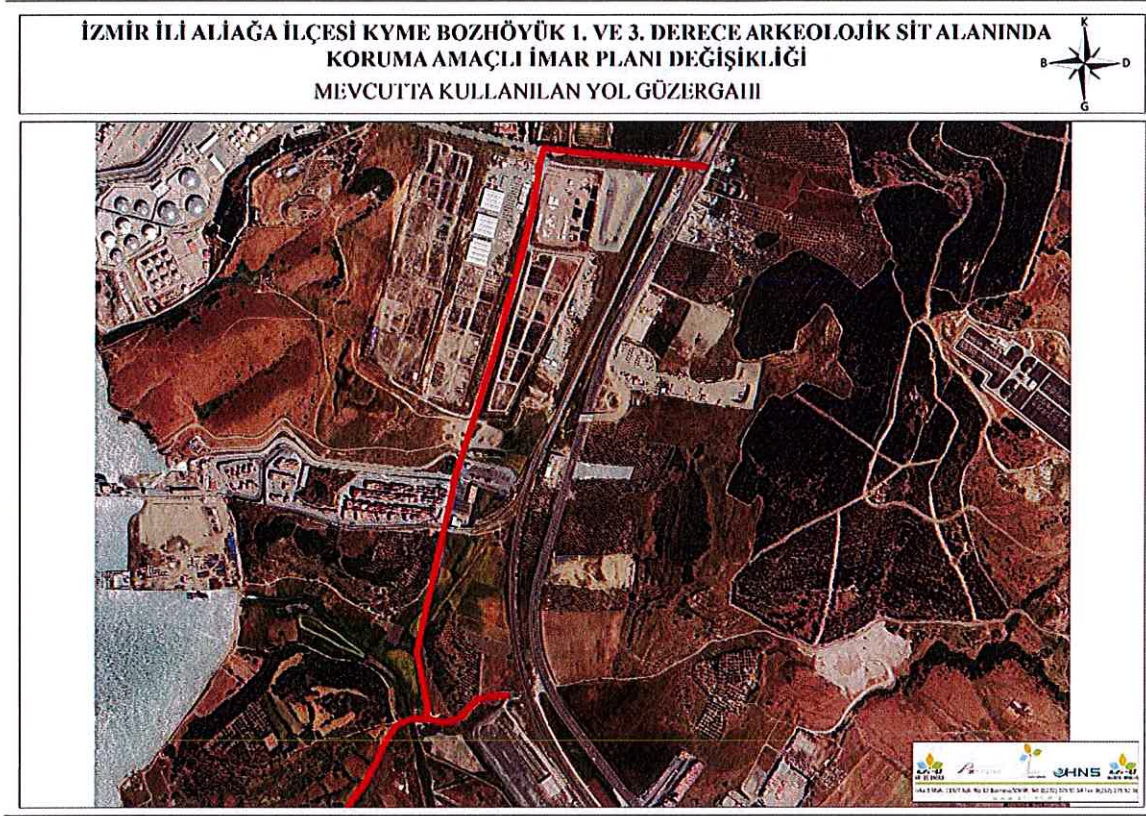 İZMİR İLİ ALİAĞA İLÇESİ KYME BOZHÖYÜK 1. VE 3. DERECE ARKEOLOJİK SİT ALANINDA
KORUMA AMAÇLI İMAR PLANI DEĞİŞİKLİĞİ
MEVCUTTA KULLANILAN YOL GÜZERGAHI
K
B D
G
HNS